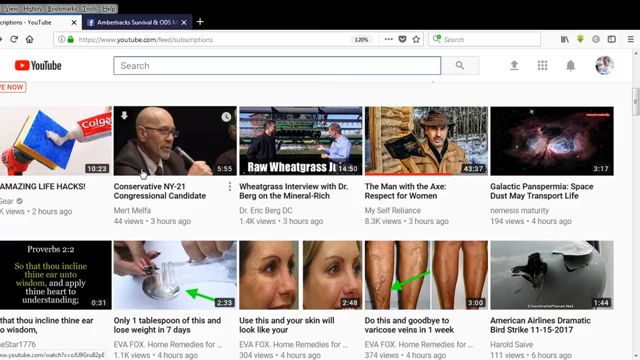 View History Bookmarks Tools Help
criptions - YouTube
Ambertracks Survival & ODS M
https://www.youtube.com/feed/subscriptions
120%
Search
YouTube
Search
VE NOW
Colga
10:23
5:55
Raw Wheatgrass Ju
14:50
43:37
3:17
AMAZING LIFE HACKS!
Gear
views • 2 hours ago
Conservative NY-21
Congressional Candidate
Mert Melfa
44 views • 3 hours ago
Wheatgrass Interview with Dr.
Berg on the Mineral-Rich
Dr. Eric Berg DC
1.4K views • 3 hours ago
The Man with the Axe:
Respect for Women
My Self Reliance
8.3K views • 3 hours ago
Galactic Panspermia: Space
Dust May Transport Life
nemesis maturity
194 views • 4 hours ago
Proverbs 2:2
So that thou incline
thine ear unto
wisdom, and apply
thine heart to
understanding;
0:31
2:33
2:48
3:00
1:44
that thou incline thine ear
wisdom,
eStar1776
Only 1 tablespoon of this and
lose weight in 7 days
EVA FOX. Home Remedies for ...
1.1K views • 4 hours ago
Use this and your skin will
look like your
EVA FOX. Home Remedies for ...
304 views • 4 hours ago
Do this and goodbye to
varicose veins in 1 week
EVA FOX. Home Remedies for ...
374 views • 4 hours ago
American Airlines Dramatic
Bird Strike 11-15-2017
Harold Saive
111 views • 4 hours ago